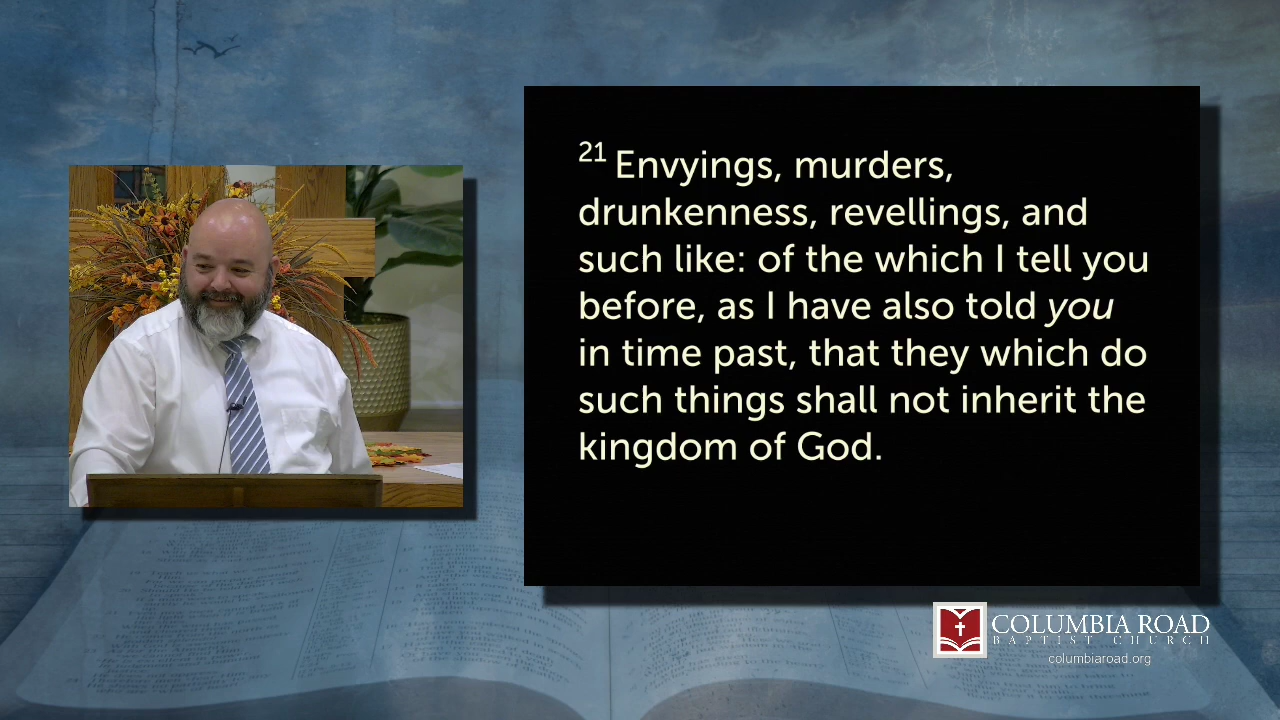 21 Envyings, murders,
drunkenness, revellings, and
such like: of the which I tell you
before, as I have also told you
in time past, that they which do
such things shall not inherit the
kingdom of God.
COLUMBIA ROAD
BAPTIST CHURCH
columbiaroad.org